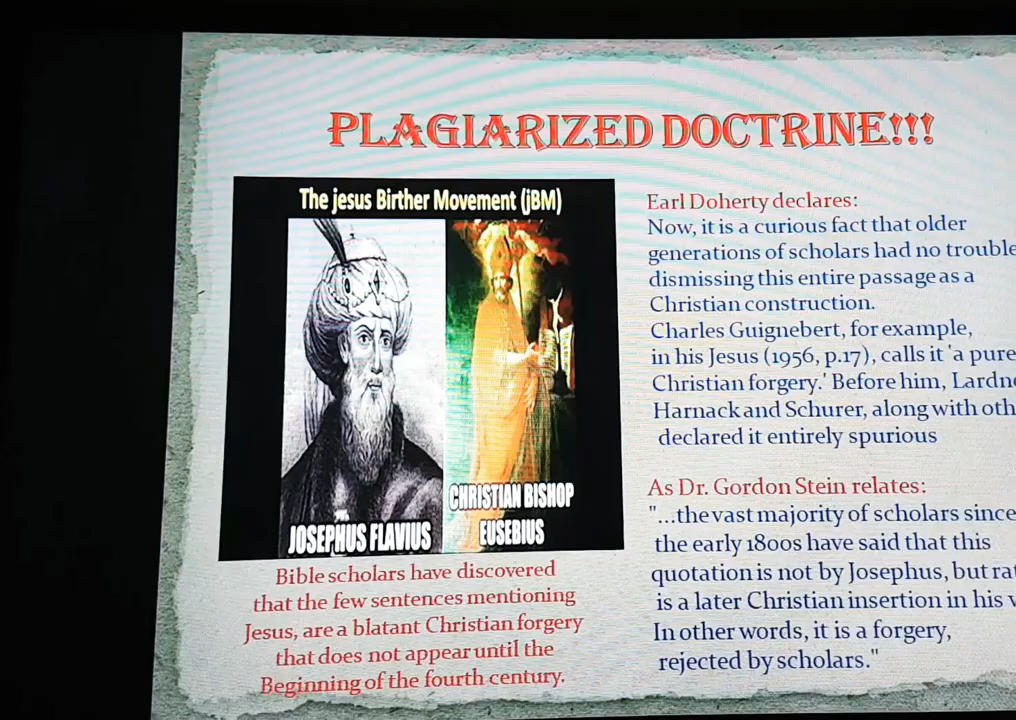 PLAGIARIZED DOCTRINE!!!
The jesus Birther Movement (jBM)
JOSEPHUS FLAVIUS
CHRISTIAN BISHOP
EUSEBIUS
Bible scholars have discovered
that the few sentences mentioning
Jesus, are a blatant Christian forgery
that does not appear until the
Beginning of the fourth century.
Earl Doherty declares:
Now, it is a curious fact that older
generations of scholars had no trouble
dismissing this entire passage as a
Christian construction.
Charles Guignebert, for example,
in his Jesus (1956, p.17), calls it 'a pure
Christian forgery.' Before him,
Harnack and Schurer, along with
declared it entirely spurious
As Dr. Gordon Stein relates:
"...the vast majority of scholars since
the early 1800s have said that this
quotation is not by Josephus, but
is a later Christian insertion in his
In other words, it is a forgery,
rejected by scholars."